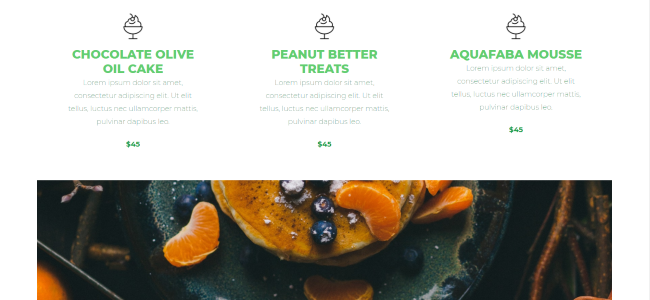 CHOCOLATE OLIVE
OIL CAKE
Lorem ipsum dolor sit amet,
consectetur adipiscing elit. Ut elit
tellus, luctus nec ullamcorper mattis,
pulvinar dapibus leo.
$45
PEANUT BETTER
TREATS
Lorem ipsum dolor sit amet,
consectetur adipiscing elit. Ut elit
tellus, luctus nec ullamcorper mattis,
pulvinar dapibus leo.
$45
AQUAFABA MOUSSE
Lorem ipsum dolor sit amet,
consectetur adipiscing elit. Ut elit
tellus, luctus nec ullamcorper mattis,
pulvinar dapibus leo.
$45